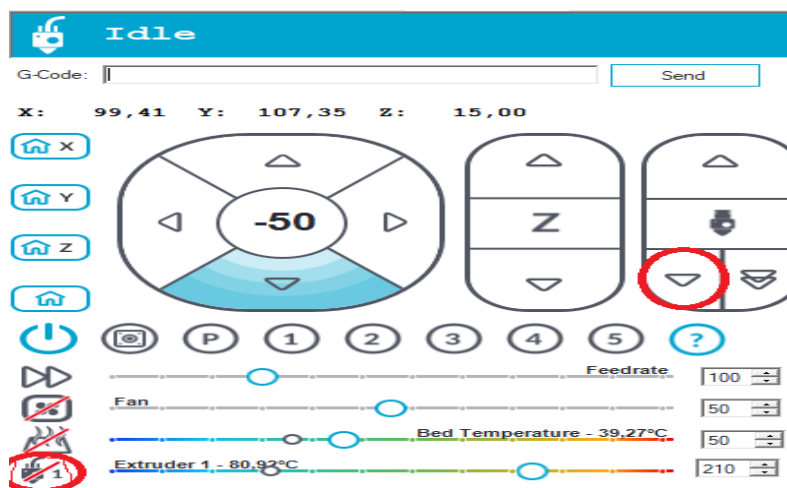 Idle
G-Code: Send
X: 99,41 Y: 107,35 Z: 15,00
X
Y
-50 Z
Z
P 1 2 3 4 5 ?
Feedrate 100
Fan 50
Bed Temperature - 39,27°C 50
1 Extruder 1 - 80,92°C 210